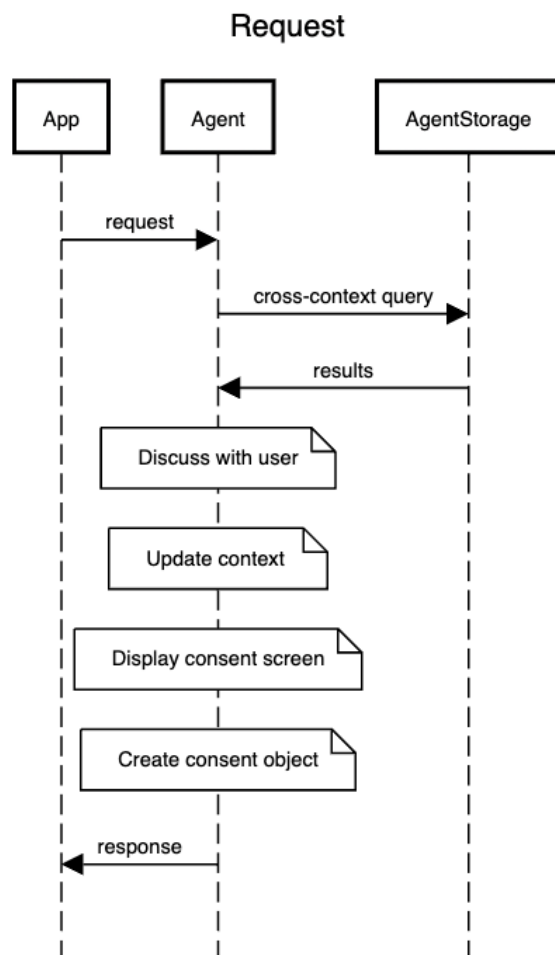 Request
App
Agent
AgentStorage
request
cross-context query
results
Discuss with user
Update context
Display consent screen
Create consent object
response